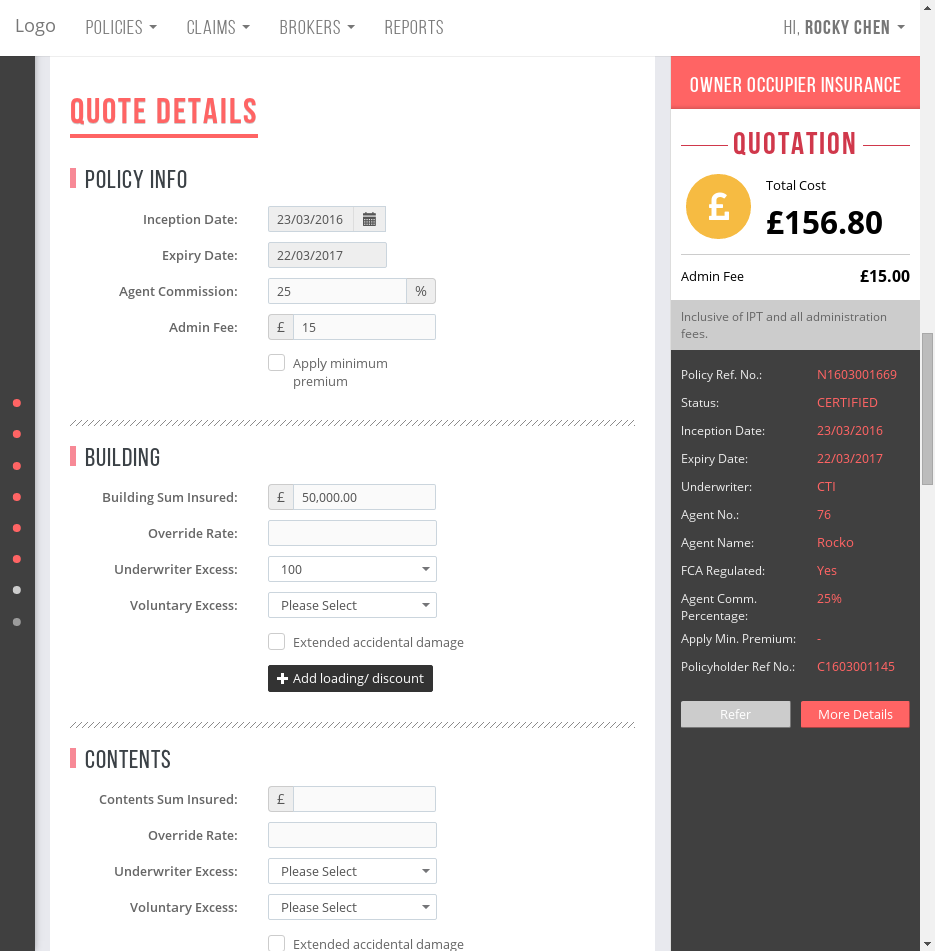 Logo
POLICIES
CLAIMS
BROKERS
REPORTS
HI, ROCKY CHEN
QUOTE DETAILS
POLICY INFO
Inception Date:
23/03/2016
Expiry Date:
22/03/2017
Agent Commission:
25
%
Admin Fee:
£
15
Apply minimum
premium
BUILDING
Building Sum Insured:
£
50,000.00
Override Rate:
Underwriter Excess:
100
Voluntary Excess:
Please Select
Extended accidental damage
Add loading/ discount
CONTENTS
Contents Sum Insured:
£
Override Rate:
Underwriter Excess:
Please Select
Voluntary Excess:
Please Select
Extended accidental damage
OWNER OCCUPIER INSURANCE
QUOTATION
£
Total Cost
£156.80
Admin Fee
£15.00
Inclusive of IPT and all administration
fees.
Policy Ref. No.:
N1603001669
Status:
CERTIFIED
Inception Date:
23/03/2016
Expiry Date:
22/03/2017
Underwriter:
CTI
Agent No.:
76
Agent Name:
Rocko
FCA Regulated:
Yes
Agent Comm.
Percentage:
25%
Apply Min. Premium:
-
Policyholder Ref No.:
C1603001145
Refer
More Details